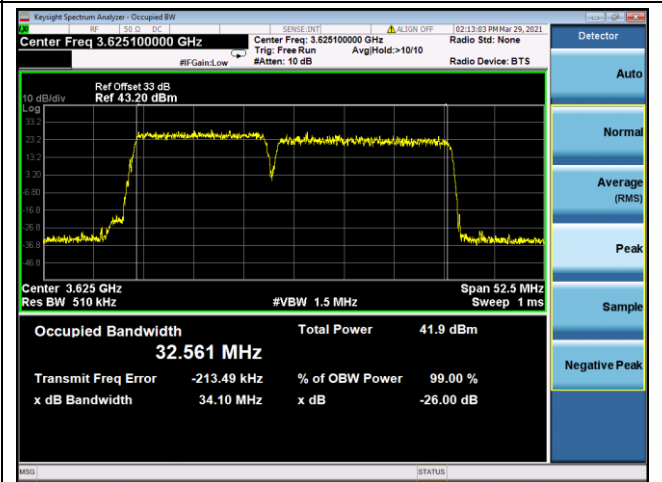 Keysight Spectrum Analyzer - Occupied BW
RF 50 Ω DC SENSE:INT ALIGN OFF 02:13:03 PM Mar 29, 2021
Center Freq 3.625100000 GHz
Center Freq: 3.625100000 GHz
Radio Std: None
Trig: Free Run Avg|Hold:>10/10
#IFGain:Low #Atten: 10 dB Radio Device: BTS
Ref Offset 33 dB
10 dB/div Ref 43.20 dBm
Log
33.2
23.2
13.2
3.20
-6.80
-16.8
-26.8
-36.8
-46.8
Center 3.625 GHz Span 52.5 MHz
Res BW 510 kHz #VBW 1.5 MHz Sweep 1 ms
Occupied Bandwidth Total Power 41.9 dBm
32.561 MHz
Transmit Freq Error -213.49 kHz % of OBW Power 99.00 %
x dB Bandwidth 34.10 MHz x dB -26.00 dB
MSG STATUS
Detector
Auto
Normal
Average
(RMS)
Peak
Sample
Negative Peak